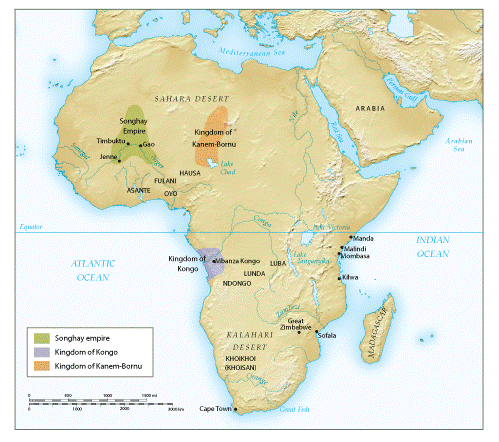 Mediterranean Sea
SAHARA DESERT
Songhay
Empire
Timbuktu
Gao
Jenne
Senegal
Niger
Kingdom of
Kanem-Bornu
Lake
Chad
HAUSA
FULANI
ASANTE
OYO
Nile
Red Sea
ARABIA
Persian Gulf
Arabian
Sea
Equator
Congo
Lake Victoria
Manda
Malindi
Mombasa
Kilwa
INDIAN
OCEAN
ATLANTIC
OCEAN
Kingdom of
Kongo
Mbanza Kongo
Lake
Tanganyika
LUBA
LUNDA
NDONGO
Zambezi
Great
Zimbabwe
Sofala
MADAGASCAR
KALAHARI
DESERT
KHOIKHOI
(KHOISAN)
Orange
Cape Town
Great Fish
Songhay empire
Kingdom of Kongo
Kingdom of Kanem-Bornu
0 500 1000 1500 mi
0 1000 2000 3000 km